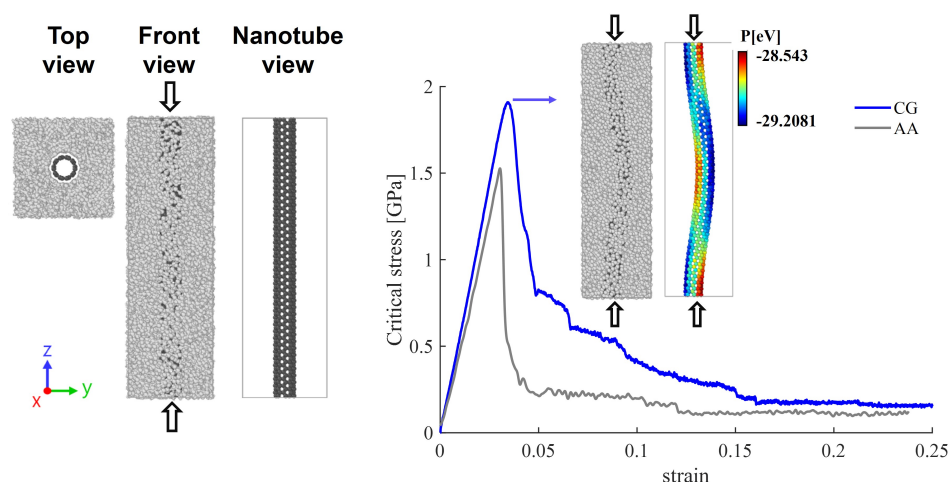 Top view
Front view
Nanotube view
z
y
x
P[eV]
-28.543
-29.2081
CG
AA
Critical stress [GPa]
2
1.5
1
0.5
0
0
0.05
0.1
0.15
0.2
0.25
strain